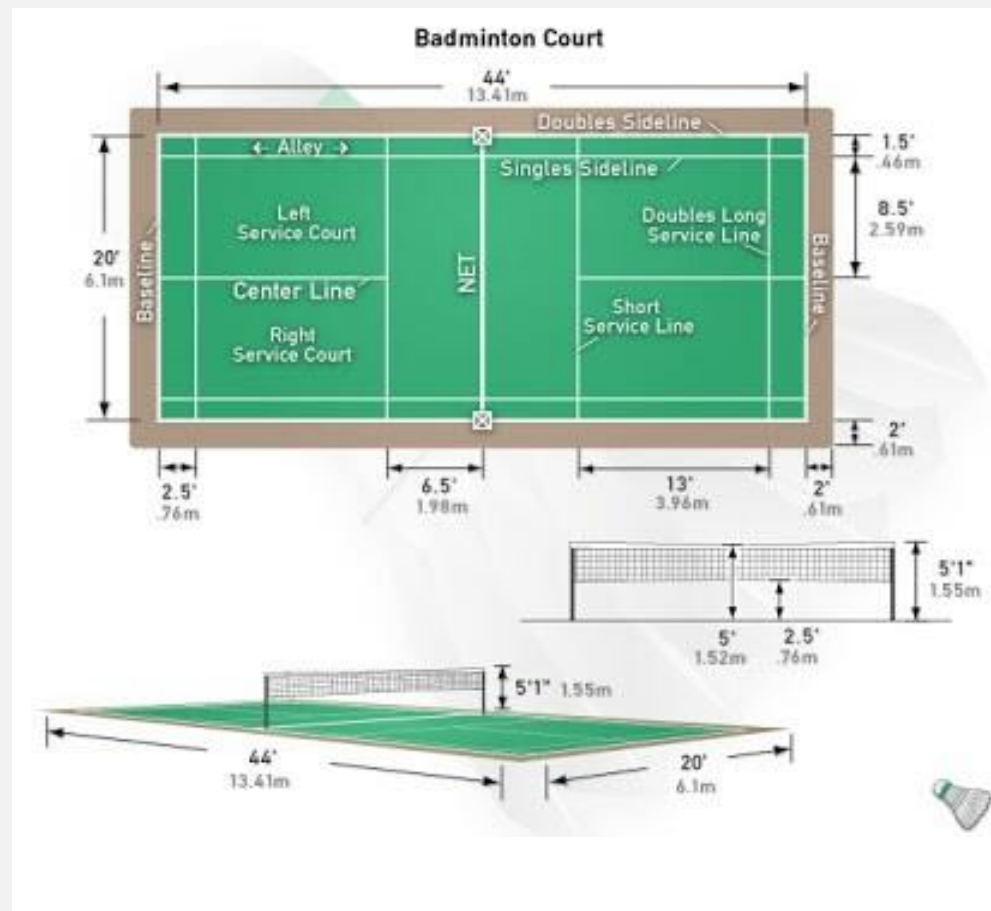 Badminton Court
44'
13.41m
Doubles Sideline
Alley
Singles Sideline
1.5'
.46m
Left
Service Court
Doubles Long
Service Line
8.5'
2.59m
20'
6.1m
Baseline
Center Line
NET
Baseline
Short
Service Line
Right
Service Court
2'
.61m
2.5'
.76m
6.5'
1.98m
13'
3.96m
2'
.61m
5'1"
1.55m
5'
1.52m
2.5'
.76m
5'1" 1.55m
44'
13.41m
20'
6.1m